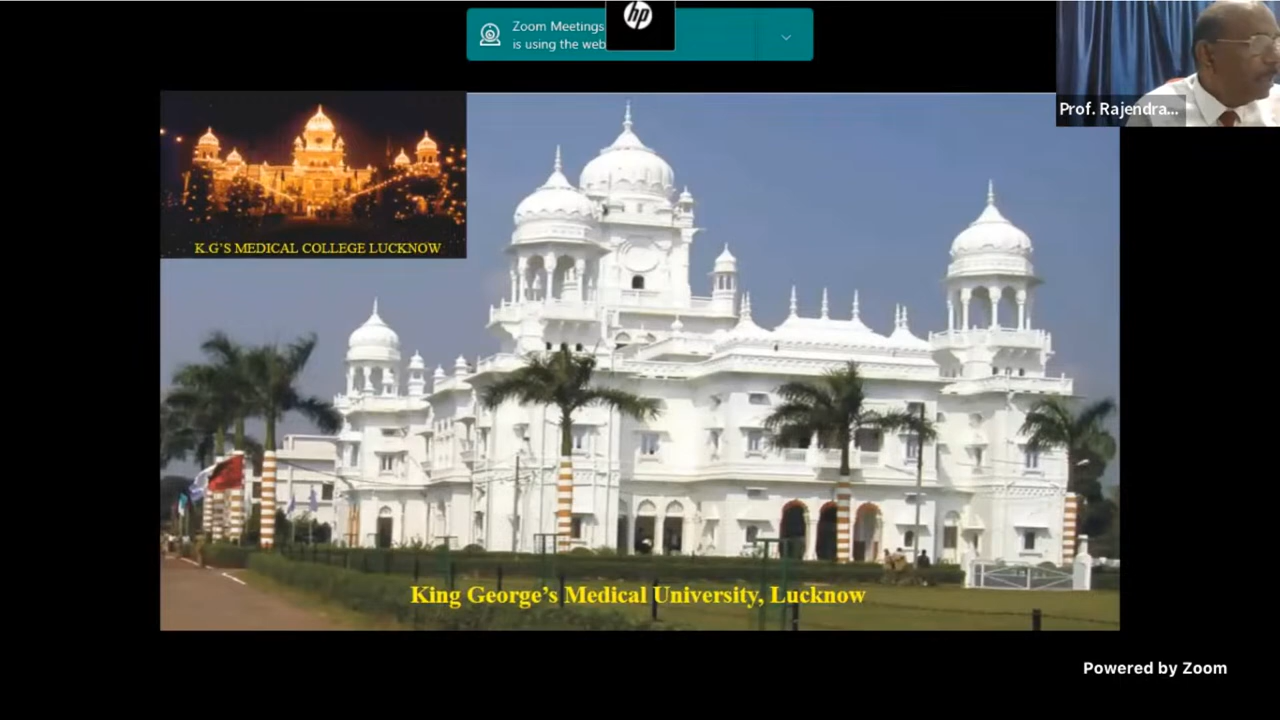 Zoom Meetings
is using the web
hp
Prof. Rajendra...
K.G'S MEDICAL COLLEGE LUCKNOW
King George's Medical University, Lucknow
Powered by Zoom